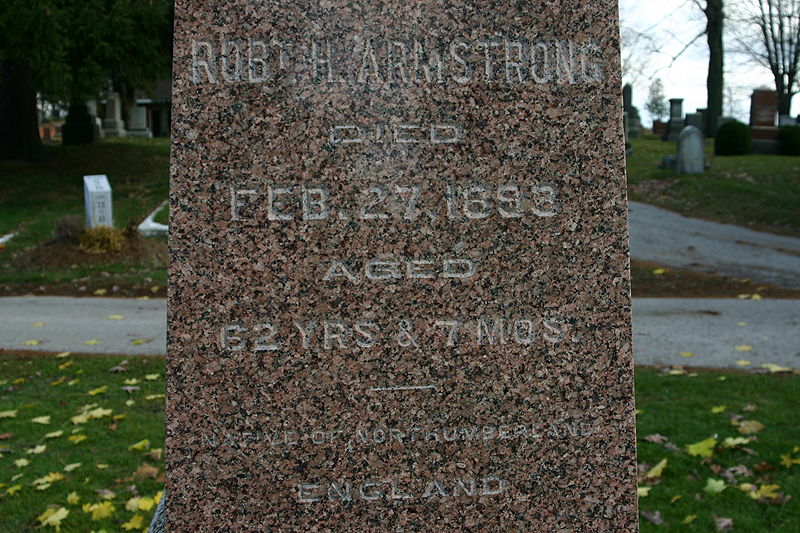 ROBT H. ARMSTRONG
DIED
FEB. 27, 1893
AGED
62 YRS & 7 MOS.
NATIVE OF NORTHUMBERLAND
ENGLAND